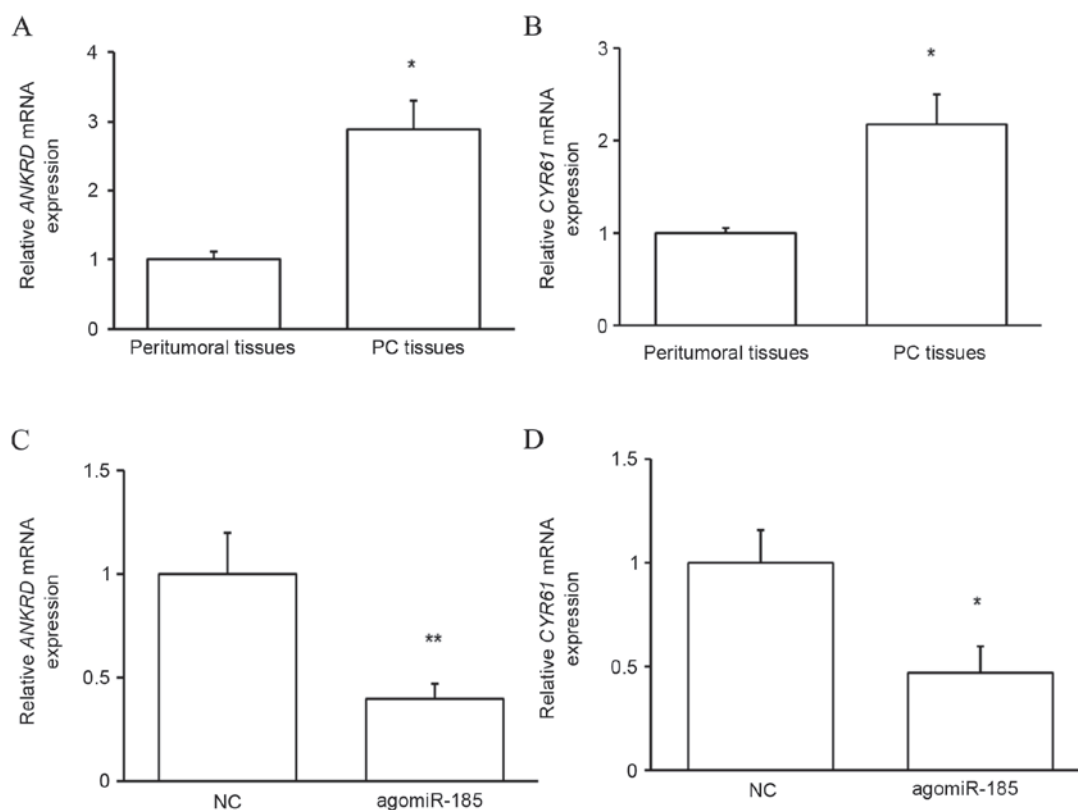 A
Relative ANKRD mRNA
expression
4
3
2
1
0
*
Peritumoral tissues
PC tissues
B
Relative CYR61 mRNA
expression
3
2
1
0
*
Peritumoral tissues
PC tissues
C
Relative ANKRD mRNA
expression
1.5
1
0.5
0
**
NC
agomiR-185
D
Relative CYR61 mRNA
expression
1.5
1
0.5
0
*
NC
agomiR-185